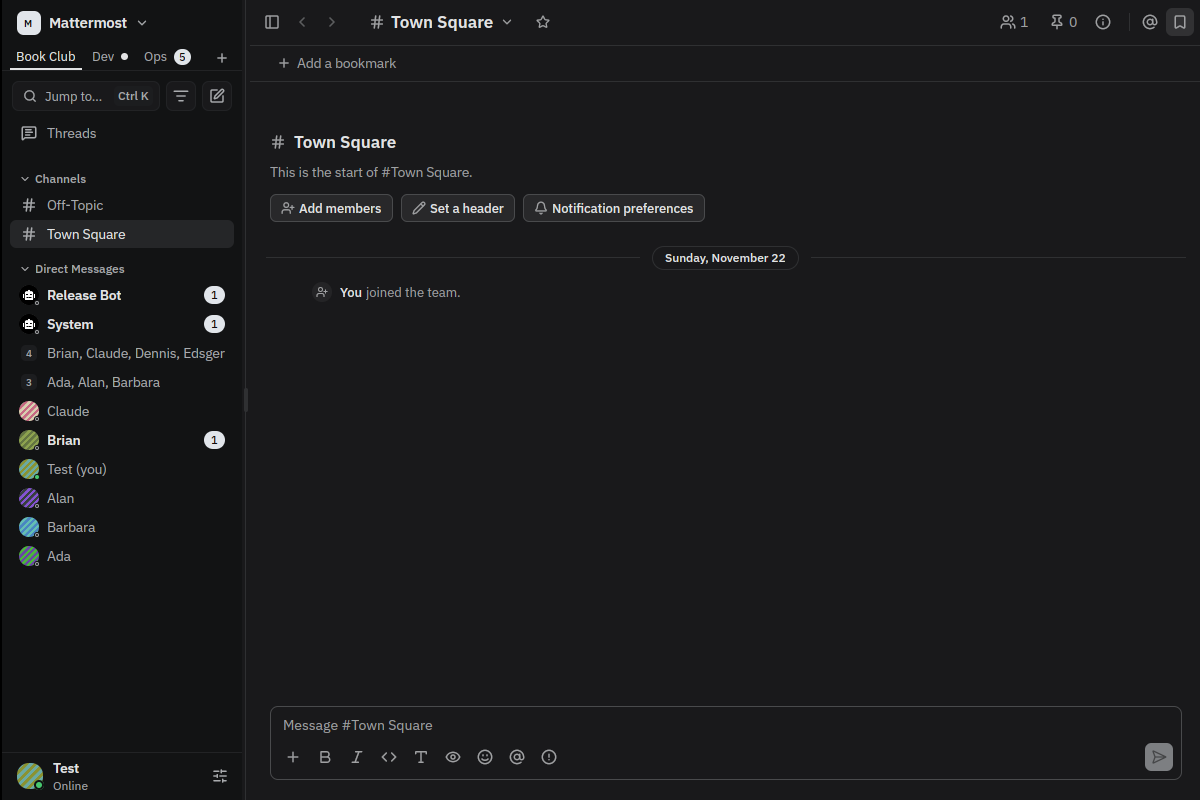 M Mattermost
Book Club Dev Ops 5
Jump to... Ctrl K
Threads
Channels
Off-Topic
Town Square
Direct Messages
Release Bot 1
System 1
4 Brian, Claude, Dennis, Edsger
3 Ada, Alan, Barbara
Claude
Brian 1
Test (you)
Alan
Barbara
Ada
Test
Online
Town Square
1
0
Add a bookmark
Town Square
This is the start of #Town Square.
Add members Set a header Notification preferences
Sunday, November 22
You joined the team.
Message #Town Square